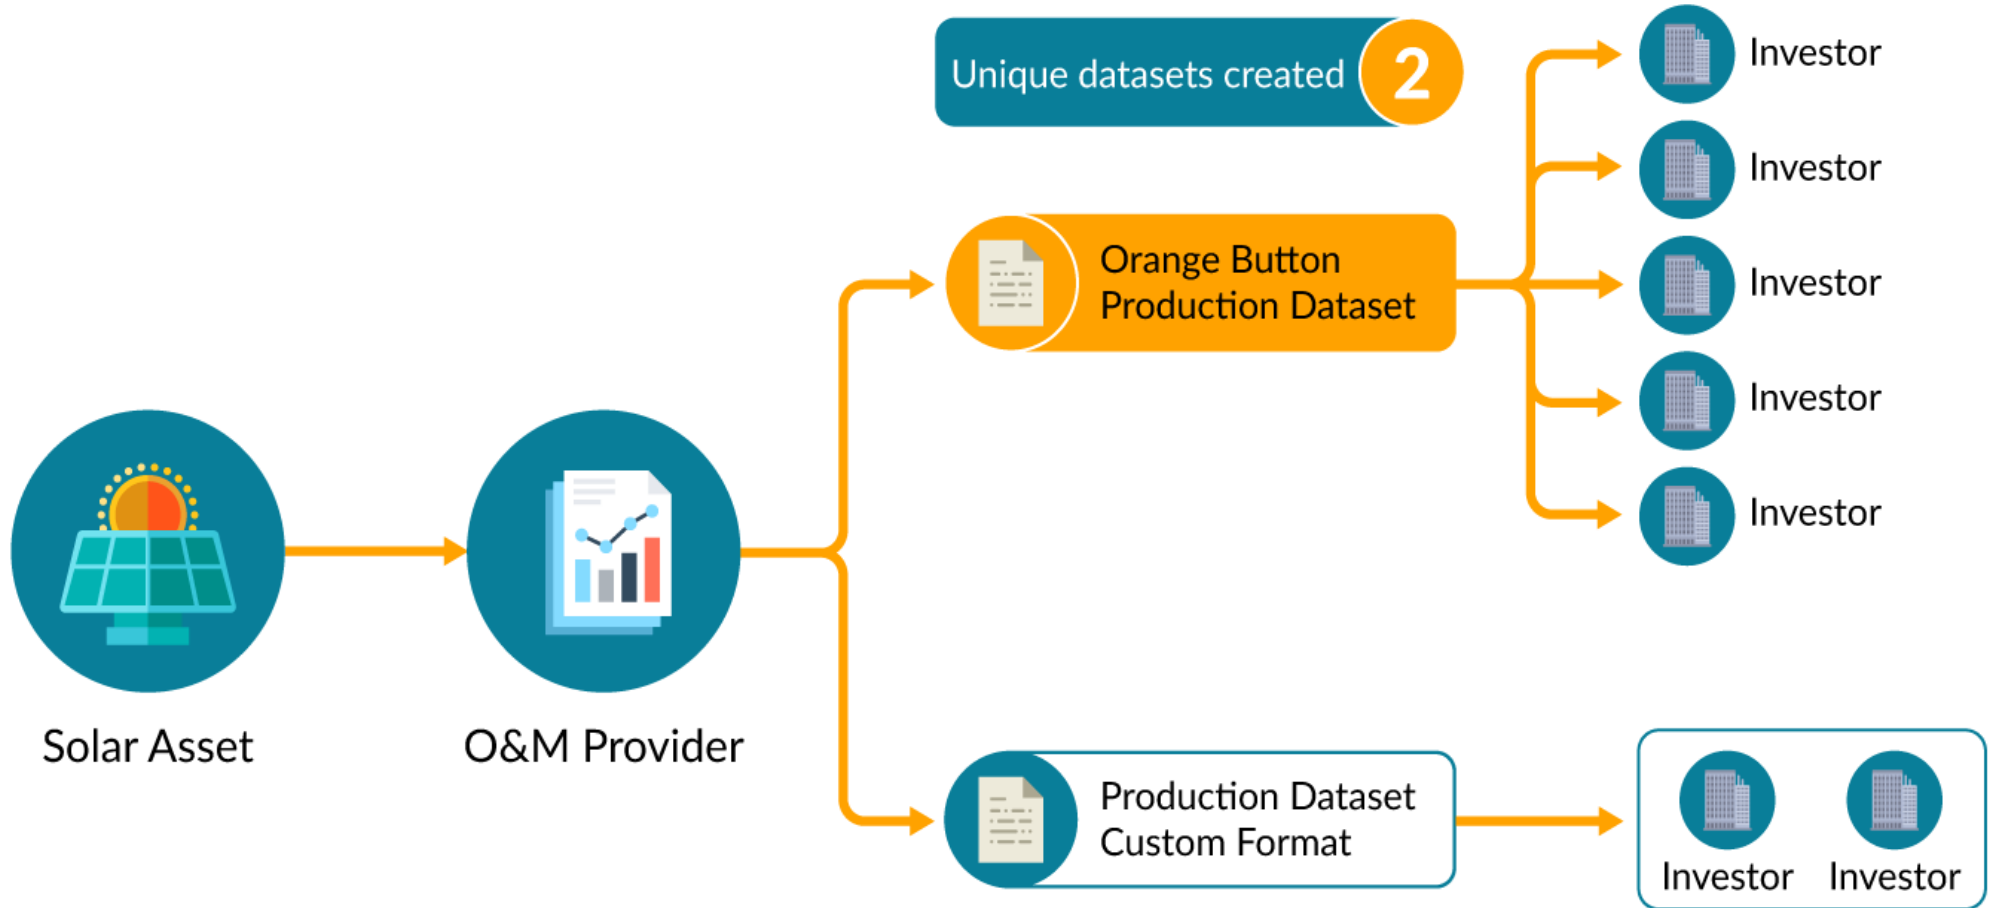 Unique datasets created 2
Investor
Investor
Orange Button
Production Dataset
Investor
Investor
Investor
Solar Asset
O&M Provider
Production Dataset
Custom Format
Investor Investor